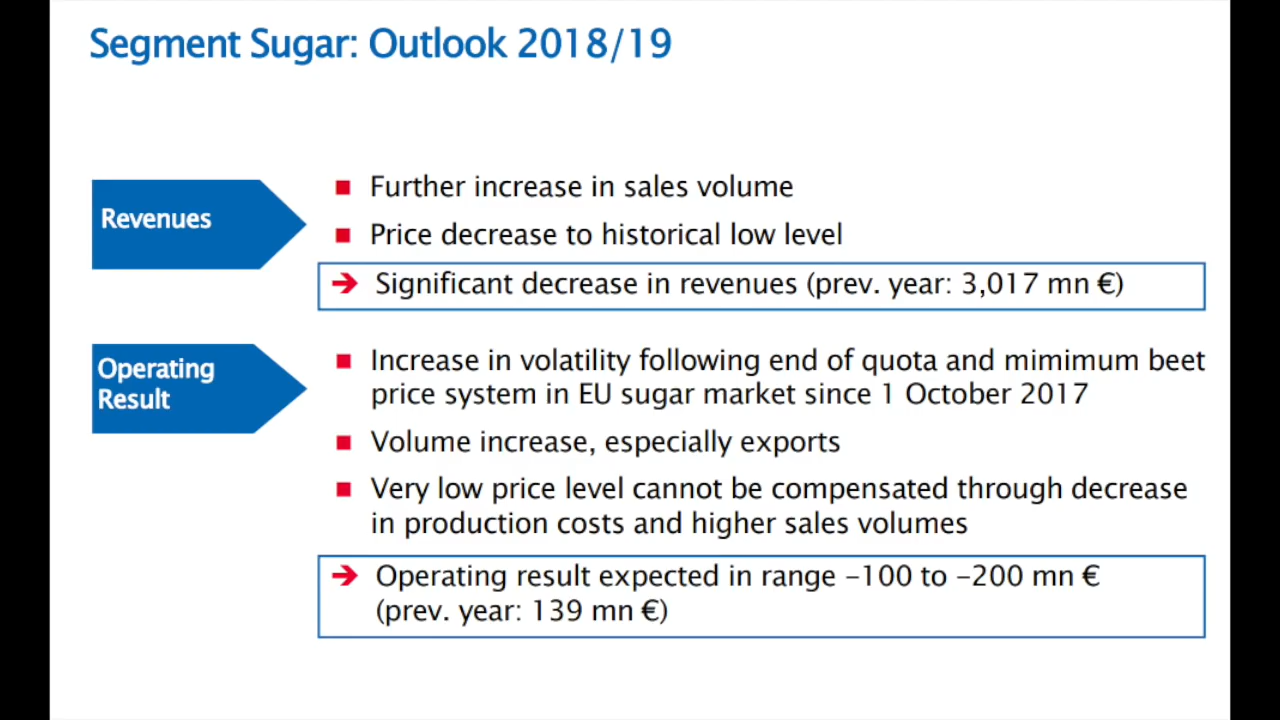 Segment Sugar: Outlook 2018/19
Revenues
■ Further increase in sales volume
■ Price decrease to historical low level
➔ Significant decrease in revenues (prev. year: 3,017 mn €)
Operating
Result
■ Increase in volatility following end of quota and mimimum beet
price system in EU sugar market since 1 October 2017
■ Volume increase, especially exports
■ Very low price level cannot be compensated through decrease
in production costs and higher sales volumes
➔ Operating result expected in range –100 to –200 mn €
(prev. year: 139 mn €)